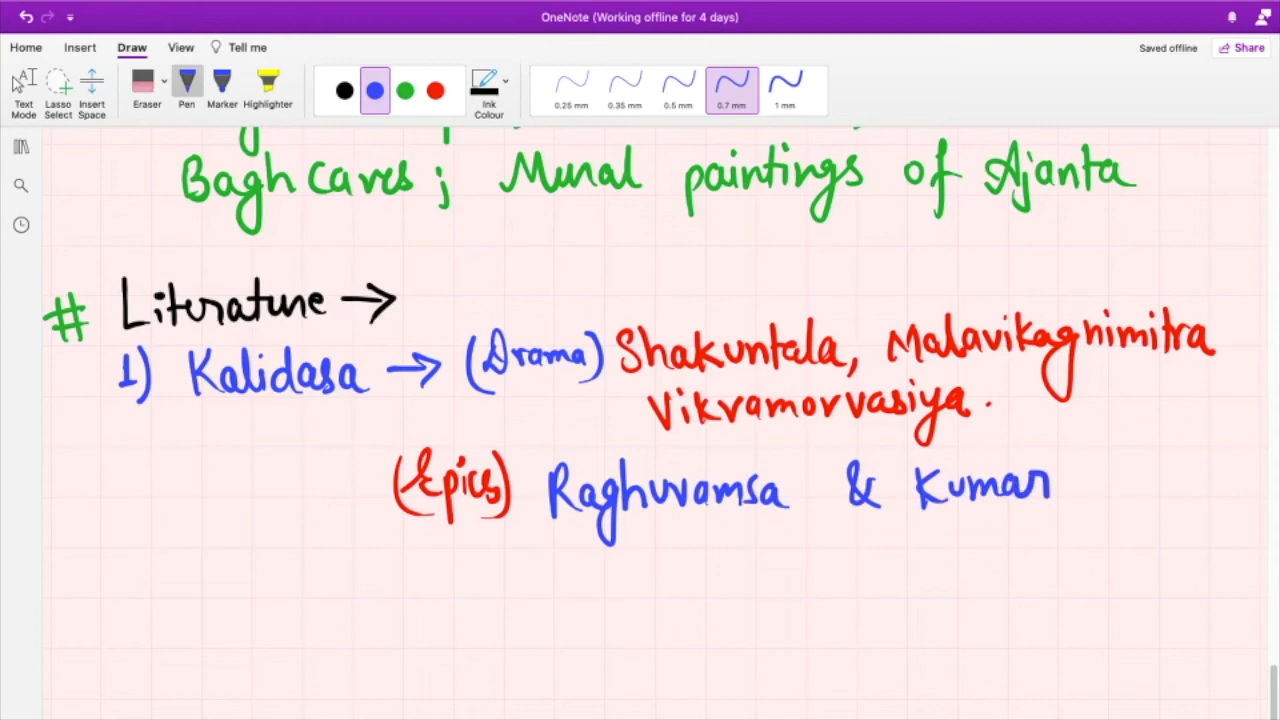 OneNote (Working offline for 4 days)
Home Insert Draw View Tell me Saved offline Share
Text Mode Lasso Select Insert Space Eraser Pen Marker Highlighter Ink Colour 0.25 mm 0.35 mm 0.5 mm 0.7 mm 1 mm
Bagh caves ; Mural paintings of Ajanta
# Literature →
1) Kalidasa → (Drama) Shakuntala, Malavikagnimitra
Vikramorvasiya.
(Epics) Raghuvamsa & Kumar